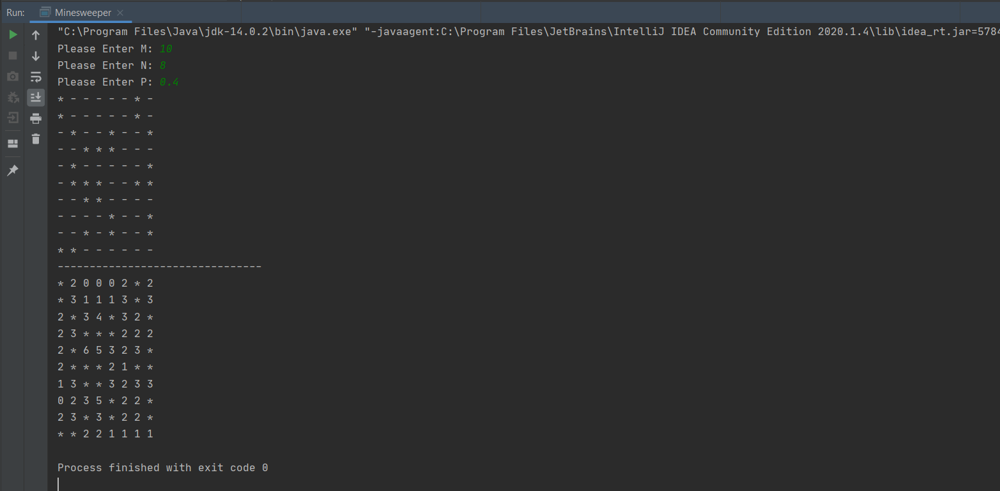 Run: Minesweeper ×
"C:\Program Files\Java\jdk-14.0.2\bin\java.exe" "-javaagent:C:\Program Files\JetBrains\IntelliJ IDEA Community Edition 2020.1.4\lib\idea_rt.jar=5784
Please Enter M: 10
Please Enter N: 8
Please Enter P: 0.4
* - - - - - * -
* - - - - - * -
- * - - * - - *
- - * * * - - -
- * - - - - - *
- * * * - - * *
- - * * - - - -
- - - - * - - *
- - * - * - - *
* * - - - - - -
--------------------------------
* 2 0 0 0 2 * 2
* 3 1 1 1 3 * 3
2 * 3 4 * 3 2 *
2 3 * * * 2 2 2
2 * 6 5 3 2 3 *
2 * * * 2 1 * *
1 3 * * 3 2 3 3
0 2 3 5 * 2 2 *
2 3 * 3 * 2 2 *
* * 2 2 1 1 1 1
Process finished with exit code 0